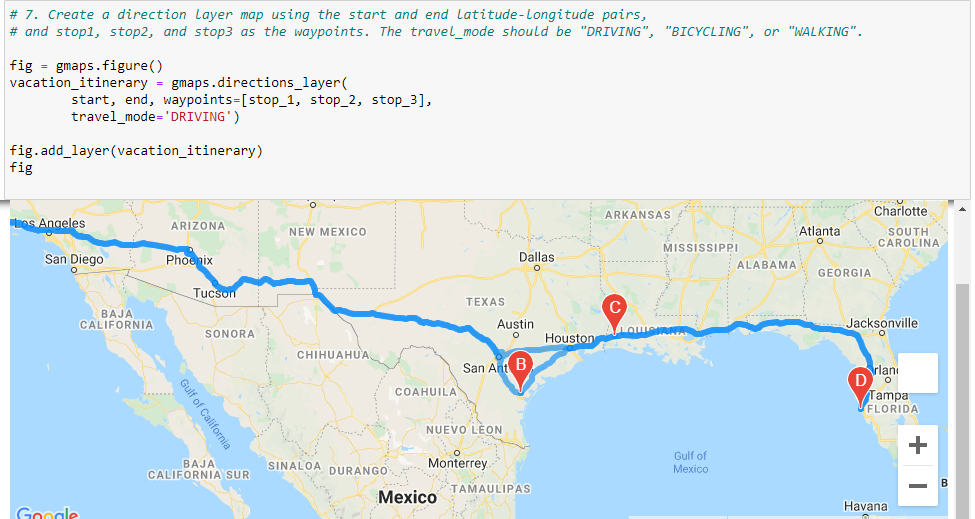 # 7. Create a direction layer map using the start and end latitude-longitude pairs,
# and stop1, stop2, and stop3 as the waypoints. The travel_mode should be "DRIVING", "BICYCLING", or "WALKING".
fig = gmaps.figure()
vacation_itinerary = gmaps.directions_layer(
start, end, waypoints=[stop_1, stop_2, stop_3],
travel_mode='DRIVING')
fig.add_layer(vacation_itinerary)
fig
Los Angeles
ARIZONA
NEW MEXICO
ARKANSAS
Charlotte
San Diego
Phoenix
Dallas
MISSISSIPPI
Atlanta
SOUTH
CAROLINA
ALABAMA
GEORGIA
Tucson
TEXAS
BAJA
CALIFORNIA
SONORA
Austin
C
LOUISIANA
Jacksonville
Houston
CHIHUAHUA
San Ant
B
COAHUILA
D
rlan
Tampa
FLORIDA
Gulf of California
NUEVO LEON
+
BAJA
CALIFORNIA SUR
SINALOA
DURANGO
Monterrey
Gulf of
Mexico
−
B
Mexico
TAMAULIPAS
Havana
Google